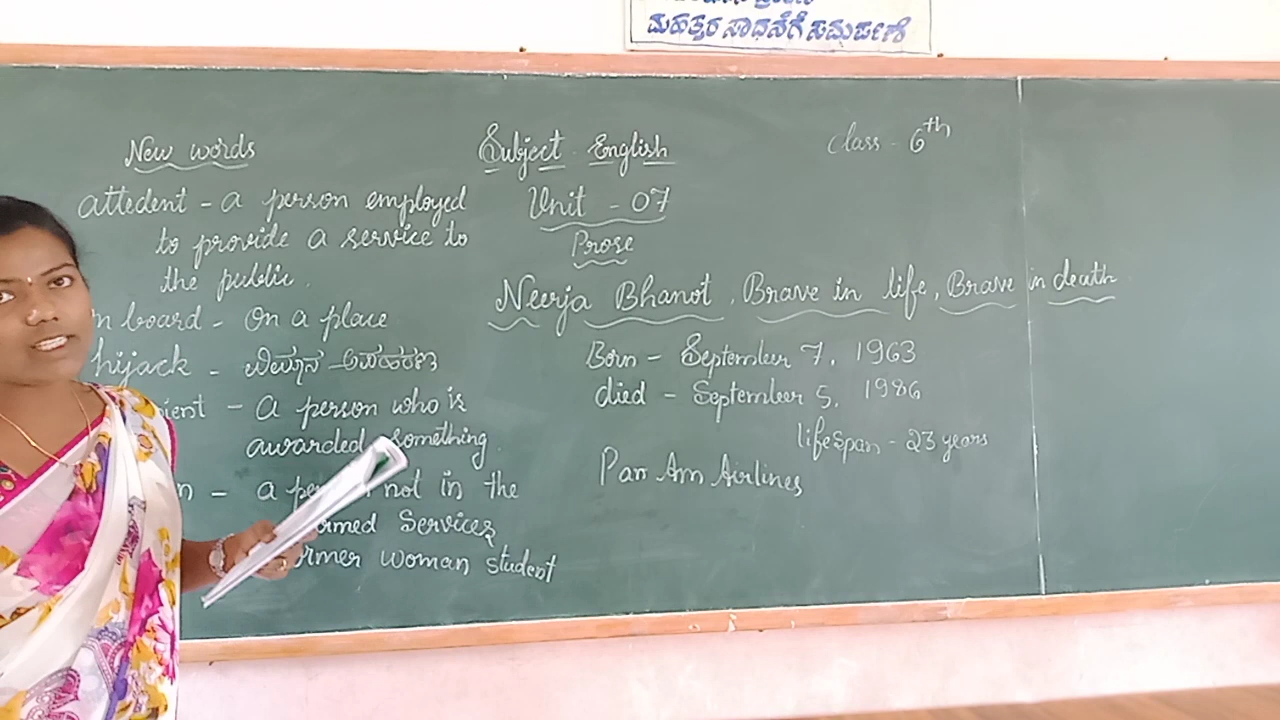 ಮಹತ್ತರ ಸಾಧನೆಗೆ ಸಮರ್ಪಣೆ
New words
attedent - a person employed
to provide a service to
the public.
n board - On a place
hijack - ವಿಮಾನ ಅಪಹರಣ
ient - a person who is
awarded something.
n - a not in the
rmed Services
rmer woman student
Subject - English
Unit - 07
Prose
class - 6th
Neerja Bhanot, Brave in life, Brave in death
Born - September 7, 1963
died - September 5, 1986
life span - 23 years
Pan Am Airlines